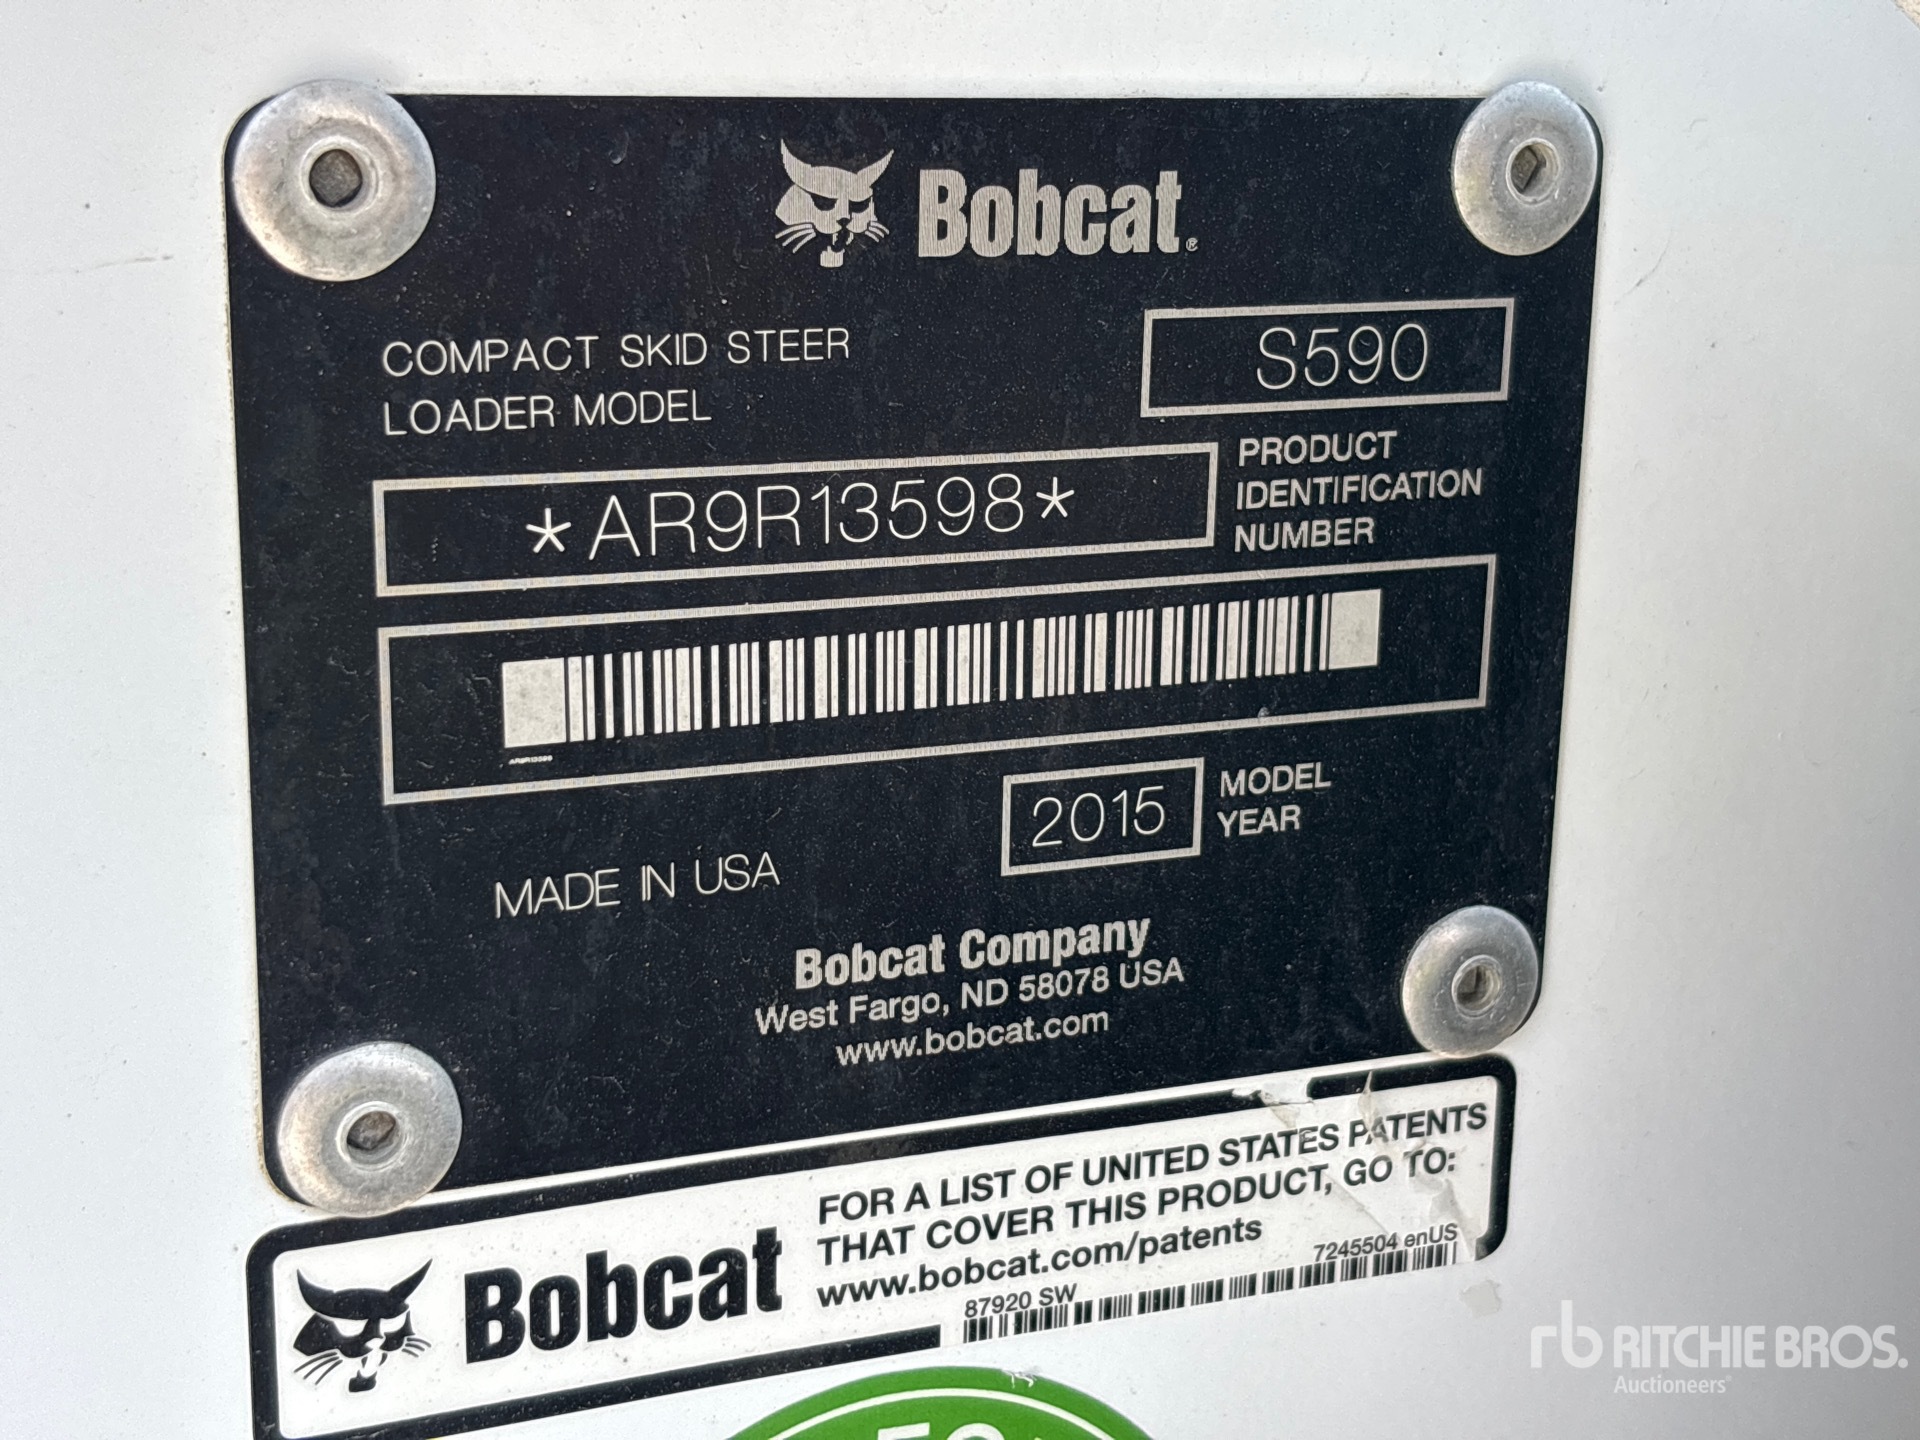 Bobcat®
COMPACT SKID STEER
LOADER MODEL
S590
*AR9R13598*
PRODUCT
IDENTIFICATION
NUMBER
AR9R13598
2015
MODEL
YEAR
MADE IN USA
Bobcat Company
West Fargo, ND 58078 USA
www.bobcat.com
Bobcat
FOR A LIST OF UNITED STATES PATENTS
THAT COVER THIS PRODUCT, GO TO:
www.bobcat.com/patents
87920 SW
7245504 enUS
rb RITCHIE BROS.
Auctioneers